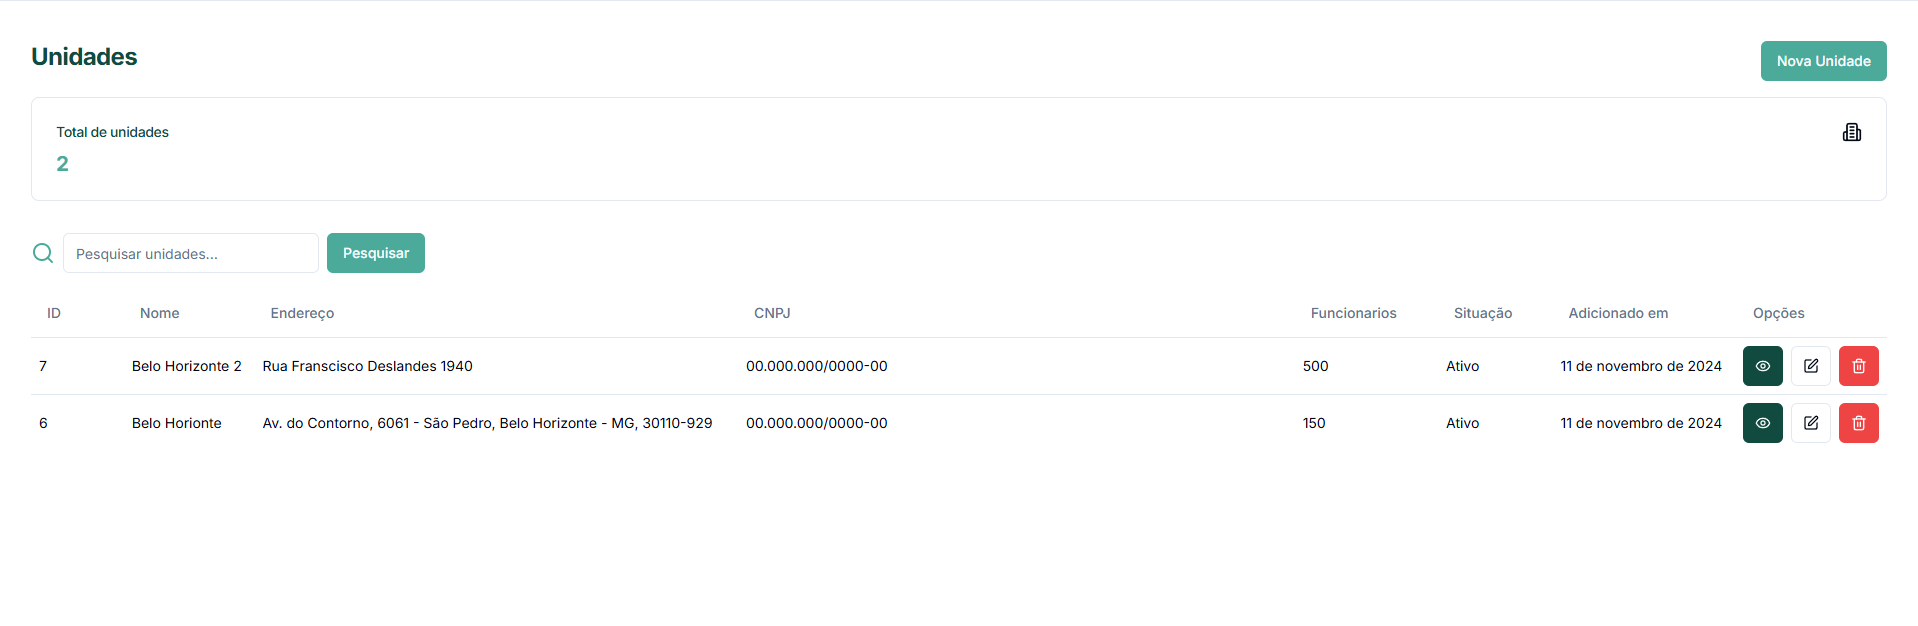 Unidades
Nova Unidade
Total de unidades
2
Pesquisar unidades...
Pesquisar
ID Nome Endereço CNPJ Funcionarios Situação Adicionado em Opções
7 Belo Horizonte 2 Rua Franscisco Deslandes 1940 00.000.000/0000-00 500 Ativo 11 de novembro de 2024
6 Belo Horionte Av. do Contorno, 6061 - São Pedro, Belo Horizonte - MG, 30110-929 00.000.000/0000-00 150 Ativo 11 de novembro de 2024